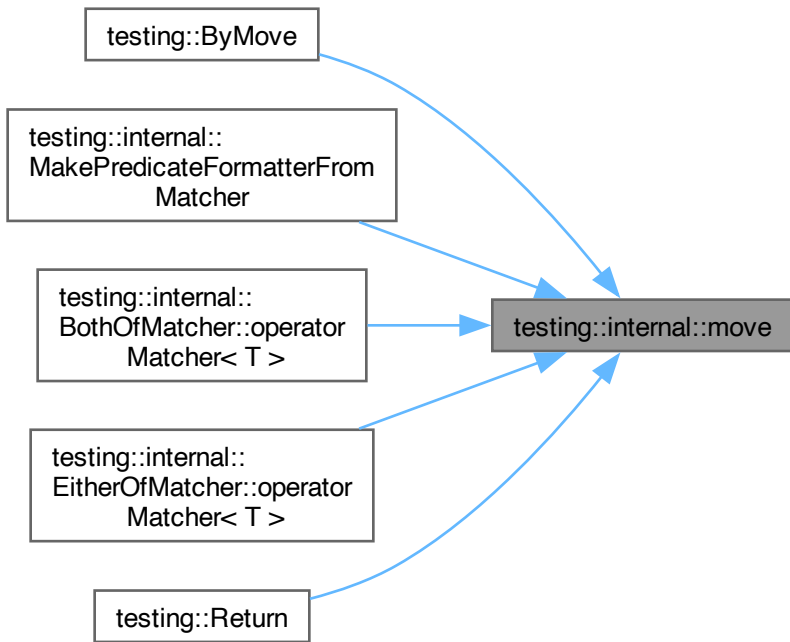 testing::ByMove
testing::internal::
MakePredicateFormatterFrom
Matcher
testing::internal::
BothOfMatcher::operator
Matcher< T >
testing::internal::move
testing::internal::
EitherOfMatcher::operator
Matcher< T >
testing::Return